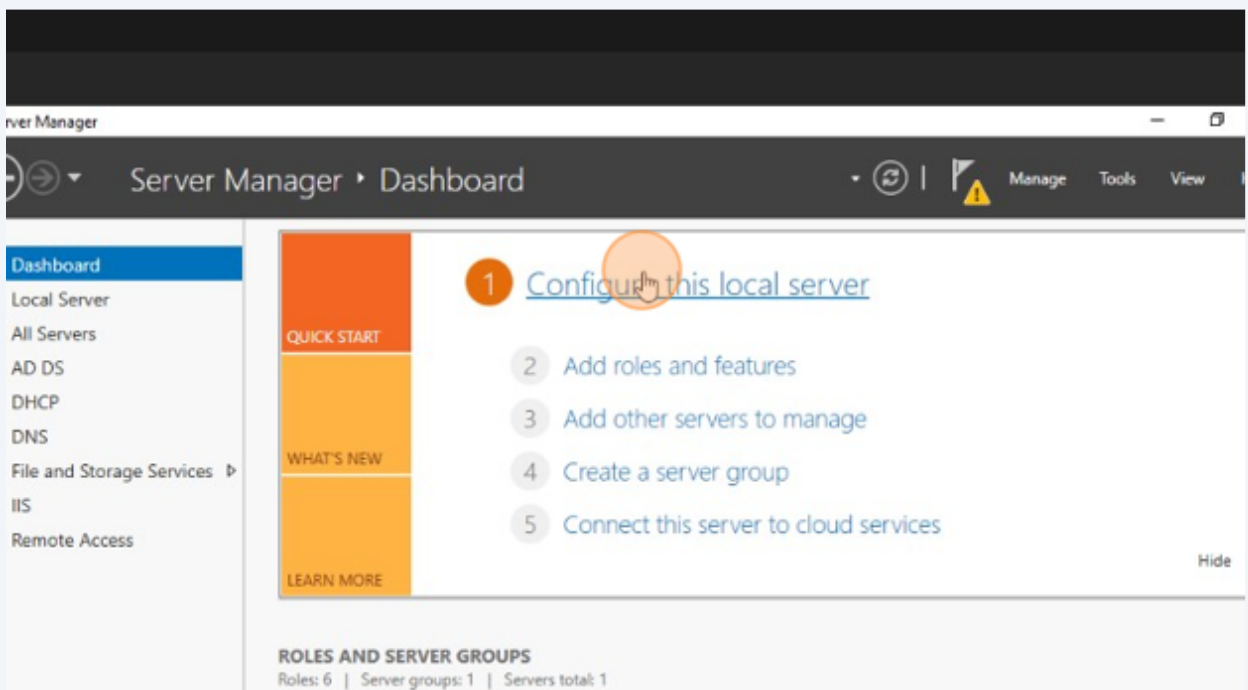 rver Manager
Server Manager ‣ Dashboard
Manage Tools View
Dashboard
Local Server
All Servers
AD DS
DHCP
DNS
File and Storage Services
IIS
Remote Access
QUICK START
WHAT'S NEW
LEARN MORE
1 Configure this local server
2 Add roles and features
3 Add other servers to manage
4 Create a server group
5 Connect this server to cloud services
Hide
ROLES AND SERVER GROUPS
Roles: 6 | Server groups: 1 | Servers total: 1